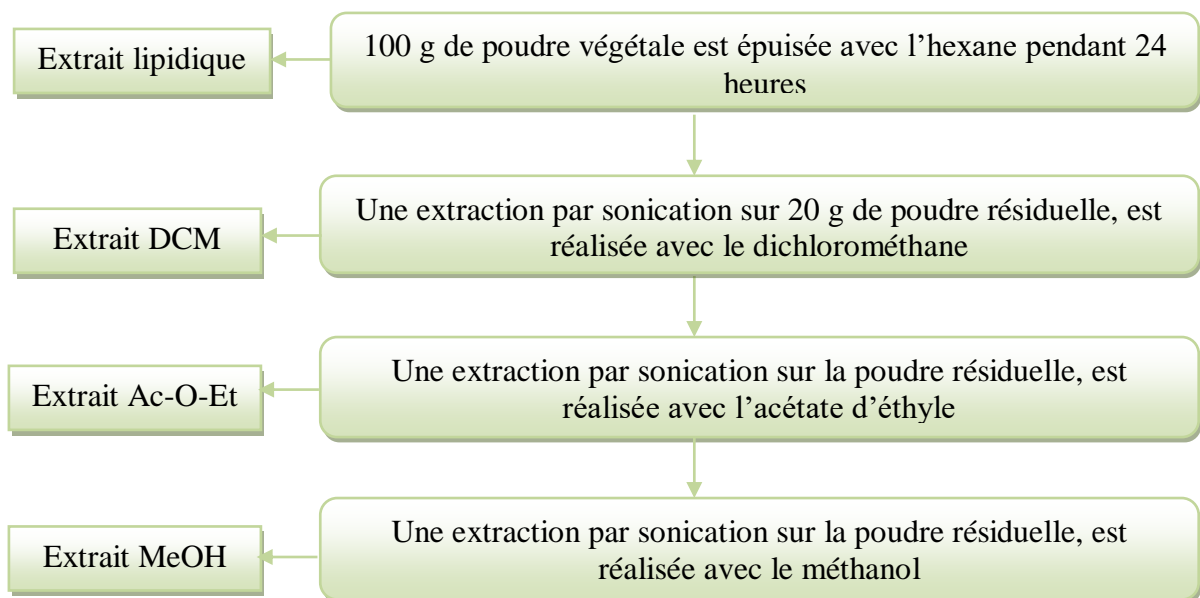 Extrait lipidique
100 g de poudre végétale est épuisée avec l’hexane pendant 24
heures
Extrait DCM
Une extraction par sonication sur 20 g de poudre résiduelle, est
réalisée avec le dichlorométhane
Extrait Ac-O-Et
Une extraction par sonication sur la poudre résiduelle, est
réalisée avec l’acétate d’éthyle
Extrait MeOH
Une extraction par sonication sur la poudre résiduelle, est
réalisée avec le méthanol